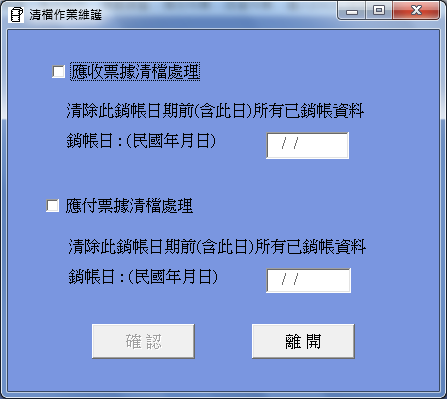 清檔作業維護
應收票據清檔處理
清除此銷帳日期前(含此日)所有已銷帳資料
銷帳日:(民國年月日) / /
應付票據清檔處理
清除此銷帳日期前(含此日)所有已銷帳資料
銷帳日:(民國年月日) / /
確認 離開